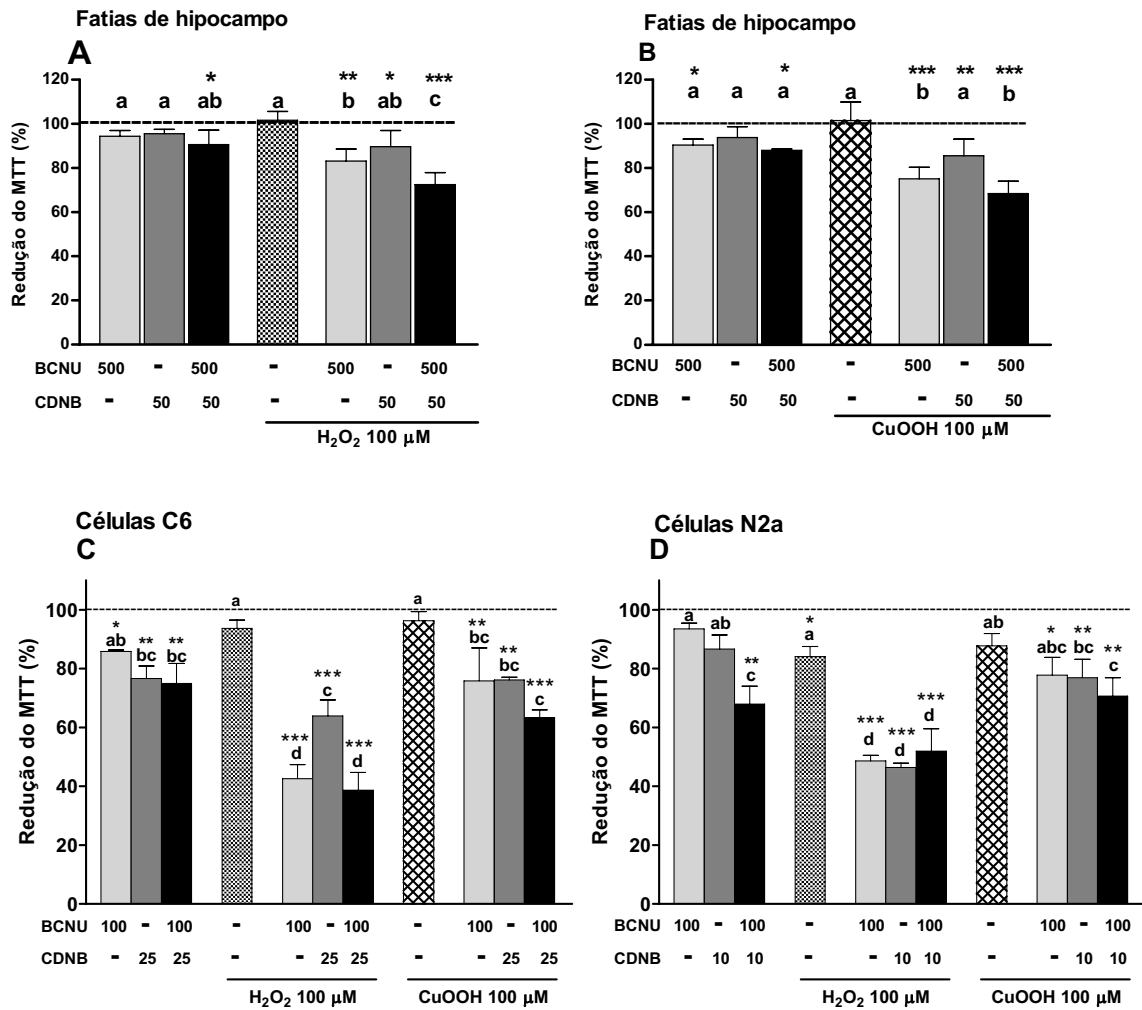 Fatias de hipocampo
A
* ** * ***
a a ab a b ab c
Redução do MTT (%)
120
100
80
60
40
20
0
BCNU 500 - 500 - 500 - 500
CDNB - 50 50 - - 50 50
H₂O₂ 100 µM
Fatias de hipocampo
B
* * *** ** ***
a a a a b a b
Redução do MTT (%)
120
100
80
60
40
20
0
BCNU 500 - 500 - 500 - 500
CDNB - 50 50 - - 50 50
CuOOH 100 µM
Células C6
C
* ** ** *** *** *** ** ** ***
ab bc bc a d c d a bc bc c
Redução do MTT (%)
100
80
60
40
20
0
BCNU 100 - 100 - 100 - 100 - 100 - 100
CDNB - 25 25 - - 25 25 - - 25 25
H₂O₂ 100 µM CuOOH 100 µM
Células N2a
D
** * *** *** *** * ** **
a ab c a d d d ab abc bc c
Redução do MTT (%)
100
80
60
40
20
0
BCNU 100 - 100 - 100 - 100 - 100 - 100
CDNB - 10 10 - - 10 10 - - 10 10
H₂O₂ 100 µM CuOOH 100 µM